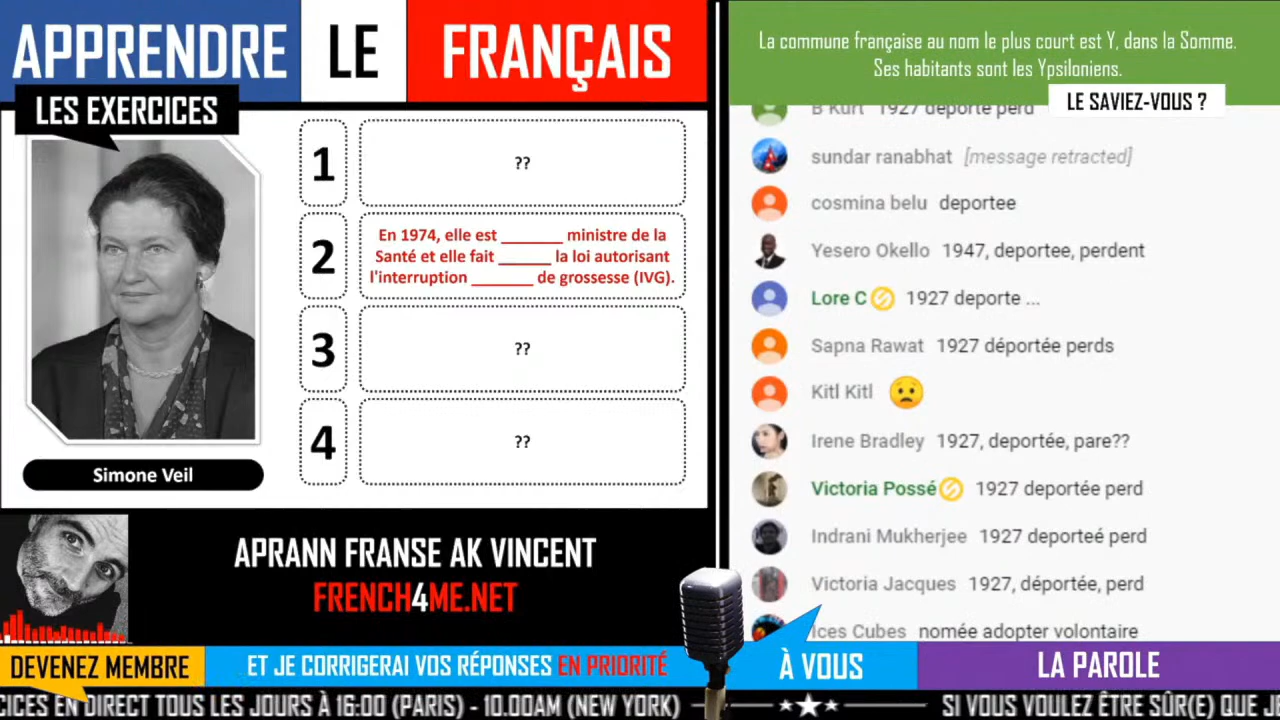 APPRENDRE LE FRANÇAIS
LES EXERCICES
1
??
2
En 1974, elle est _______ ministre de la
Santé et elle fait ______ la loi autorisant
l'interruption _______ de grossesse (IVG).
3
??
4
??
Simone Veil
APRANN FRANSE AK VINCENT
FRENCH4ME.NET
La commune française au nom le plus court est Y, dans la Somme.
Ses habitants sont les Ypsiloniens.
LE SAVIEZ-VOUS ?
B Kurt 1927 deporte perd
sundar ranabhat [message retracted]
cosmina belu deportee
Yesero Okello 1947, deportee, perdent
Lore C 1927 deporte ...
Sapna Rawat 1927 déportée perds
Kitl Kitl
Irene Bradley 1927, deportée, pare??
Victoria Possé 1927 deportée perd
Indrani Mukherjee 1927 deporteé perd
Victoria Jacques 1927, déportée, perd
Ices Cubes nomée adopter volontaire
DEVENEZ MEMBRE
ET JE CORRIGERAI VOS RÉPONSES EN PRIORITÉ
À VOUS
LA PAROLE
CICES EN DIRECT TOUS LES JOURS À 16:00 (PARIS) - 10.00AM (NEW YORK)
SI VOUS VOULEZ ÊTRE SÛR(E) QUE JE